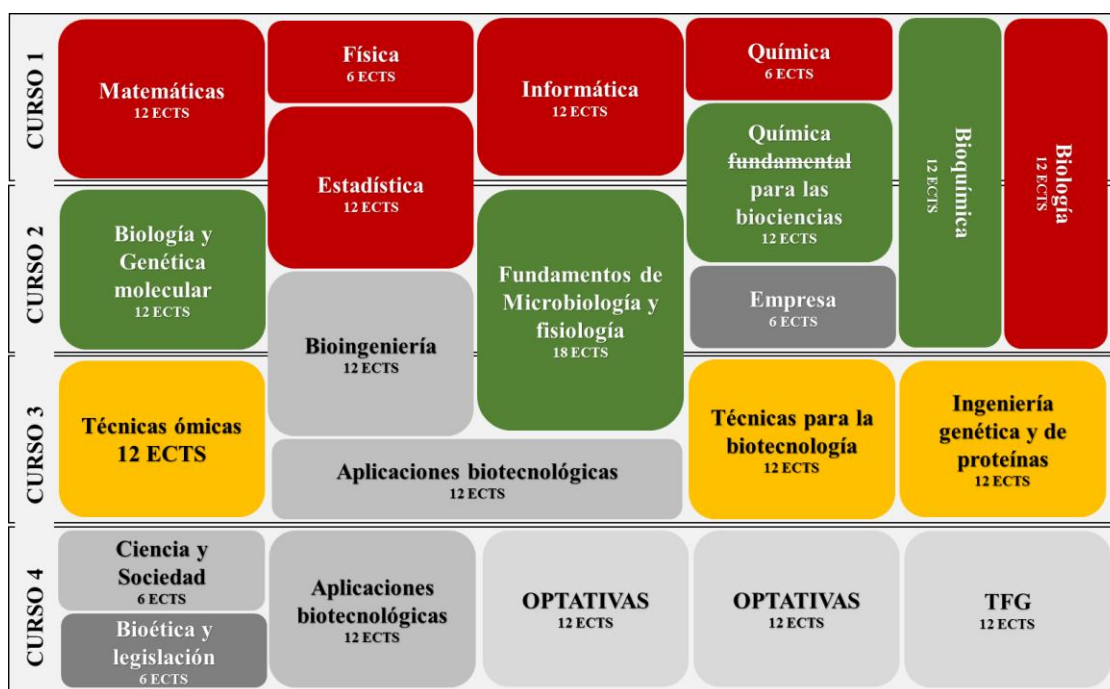 CURSO 1
Matemáticas
12 ECTS
Física
6 ECTS
Estadística
12 ECTS
Informática
12 ECTS
Química
6 ECTS
Química
fundamental
para las
biociencias
12 ECTS
Bioquímica
12 ECTS
Biología
12 ECTS
CURSO 2
Biología y
Genética
molecular
12 ECTS
Bioingeniería
12 ECTS
Fundamentos de
Microbiología y
fisiología
18 ECTS
Empresa
6 ECTS
CURSO 3
Técnicas ómicas
12 ECTS
Aplicaciones biotecnológicas
12 ECTS
Técnicas para la
biotecnología
12 ECTS
Ingeniería
genética y de
proteínas
12 ECTS
CURSO 4
Ciencia y
Sociedad
6 ECTS
Bioética y
legislación
6 ECTS
Aplicaciones
biotecnológicas
12 ECTS
OPTATIVAS
12 ECTS
OPTATIVAS
12 ECTS
TFG
12 ECTS